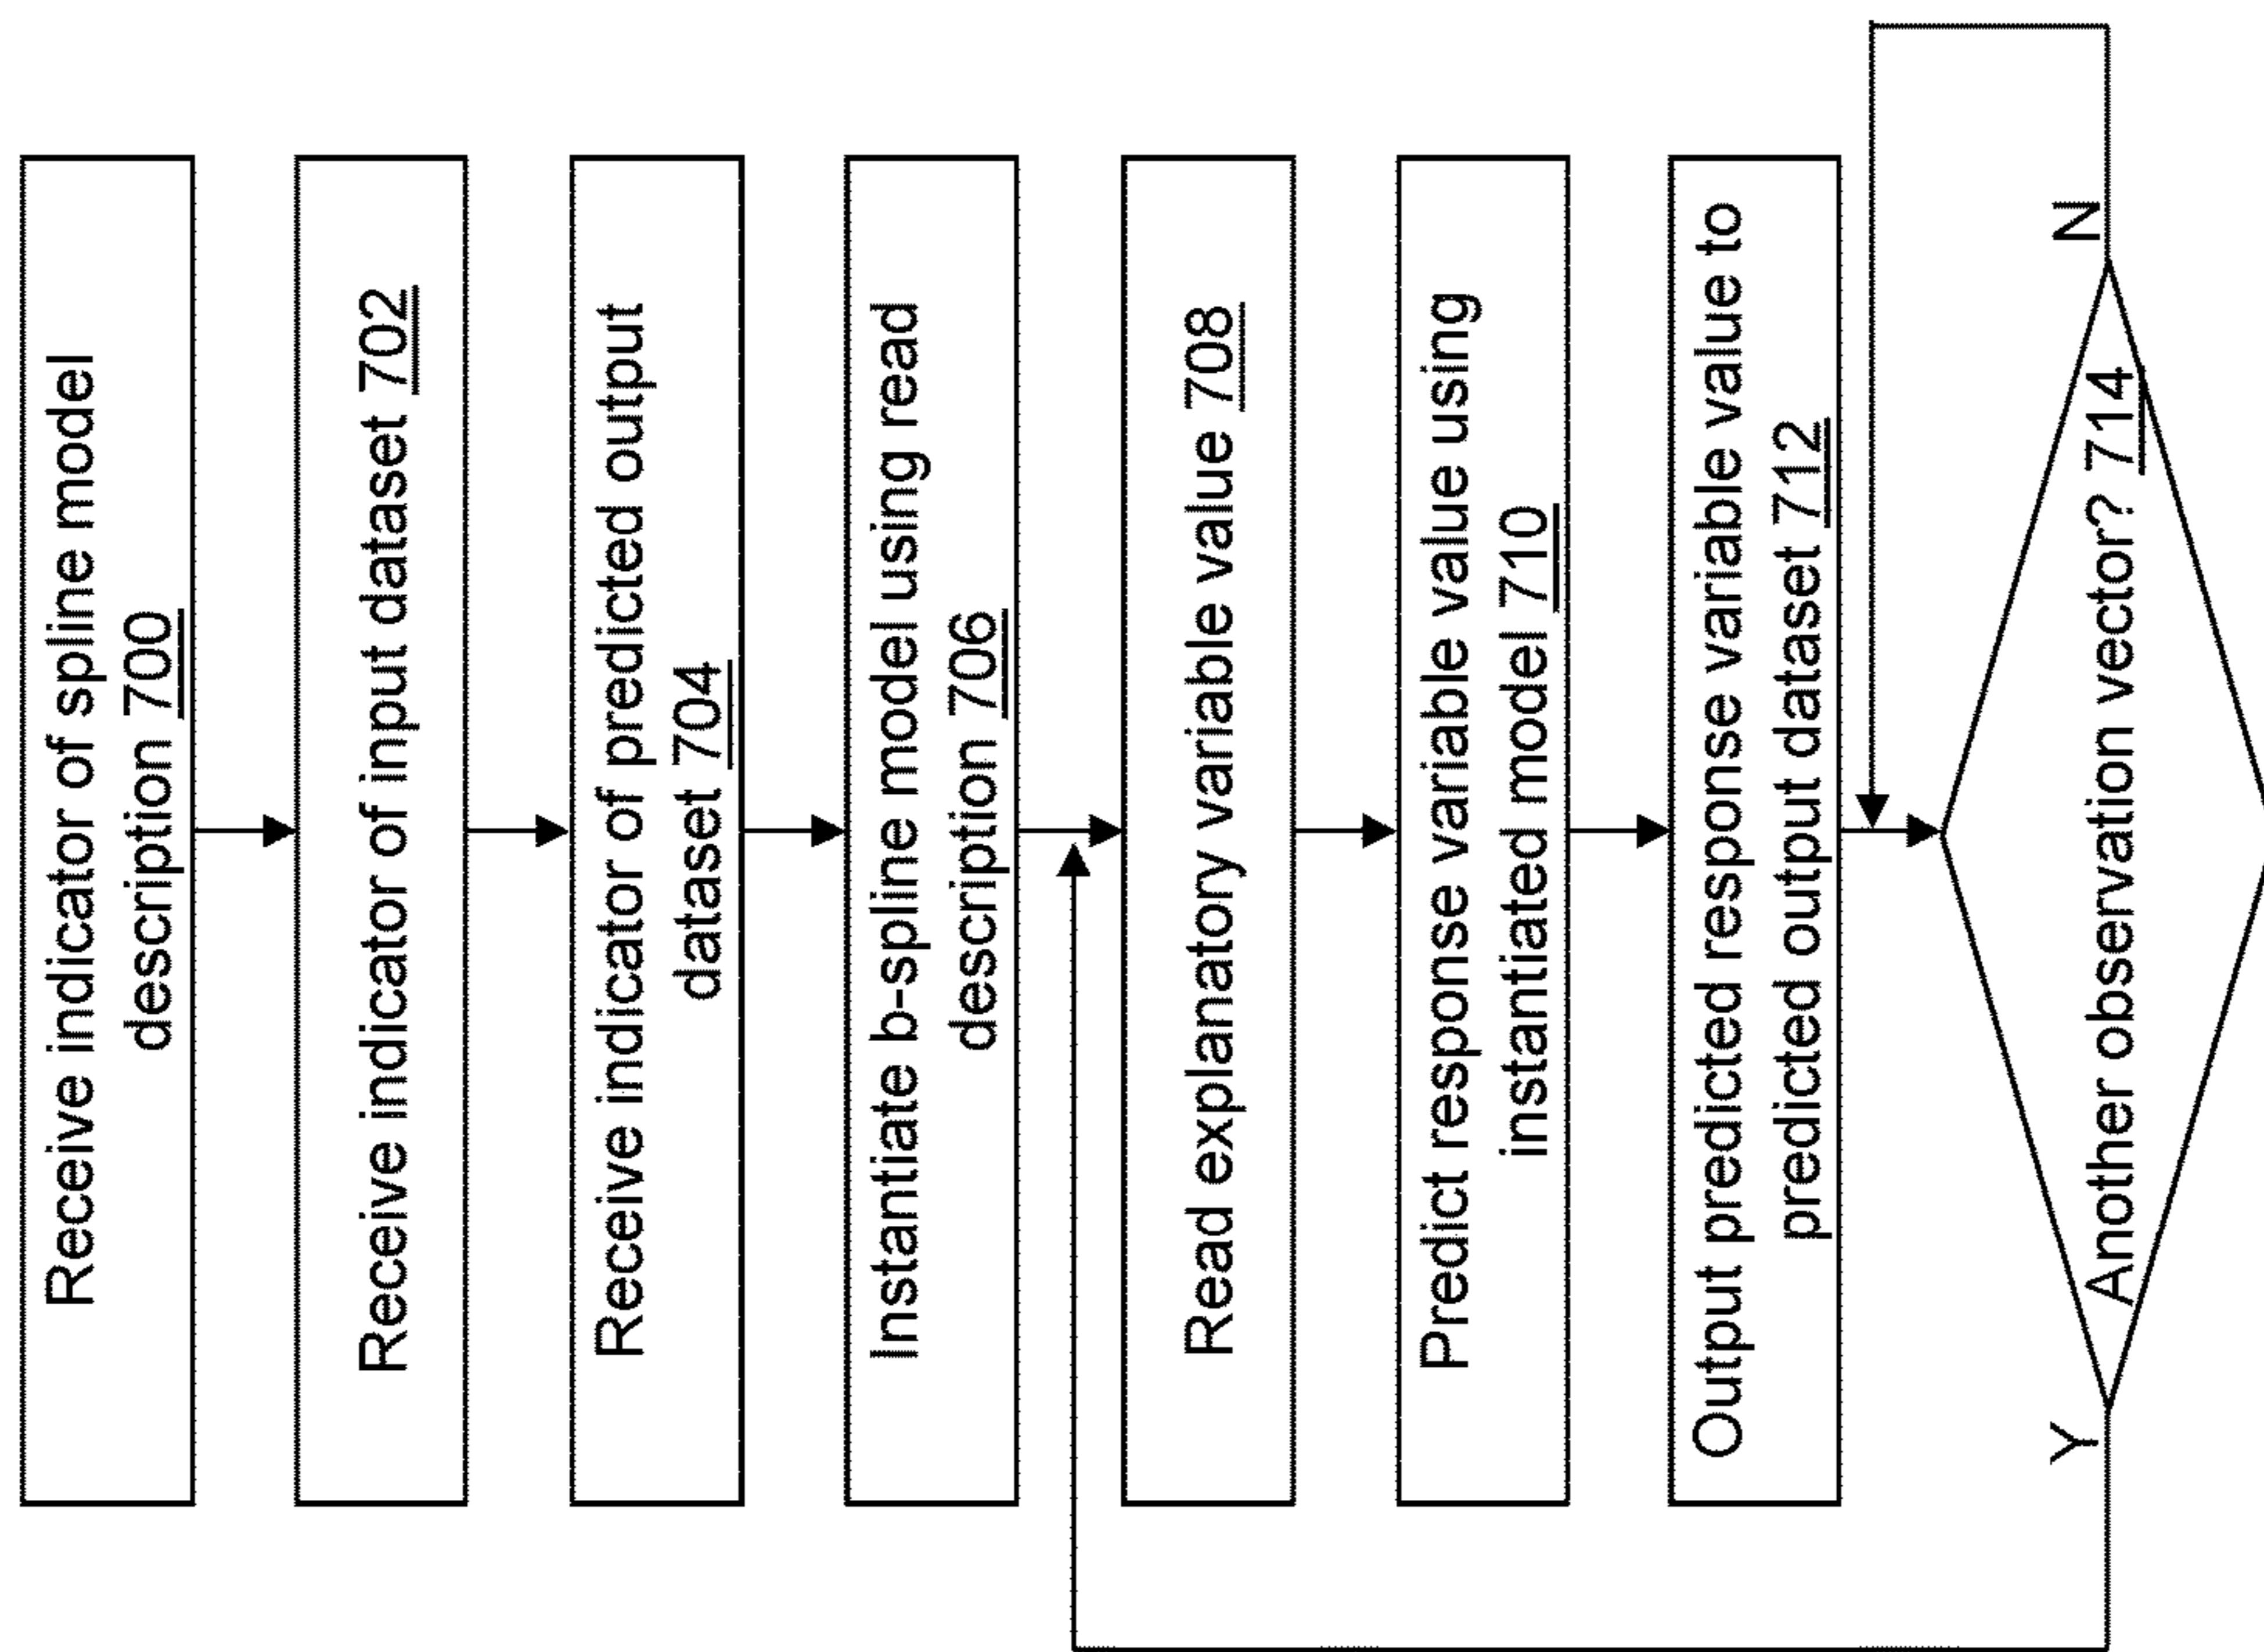 Receive indicator of spline model
description 700
Receive indicator of input dataset 702
Receive indicator of predicted output
dataset 704
Instantiate b-spline model using read
description 706
Read explanatory variable value 708
Predict response variable value using
instantiated model 710
Output predicted response variable value to
predicted output dataset 712
Y
Another observation vector? 714
N